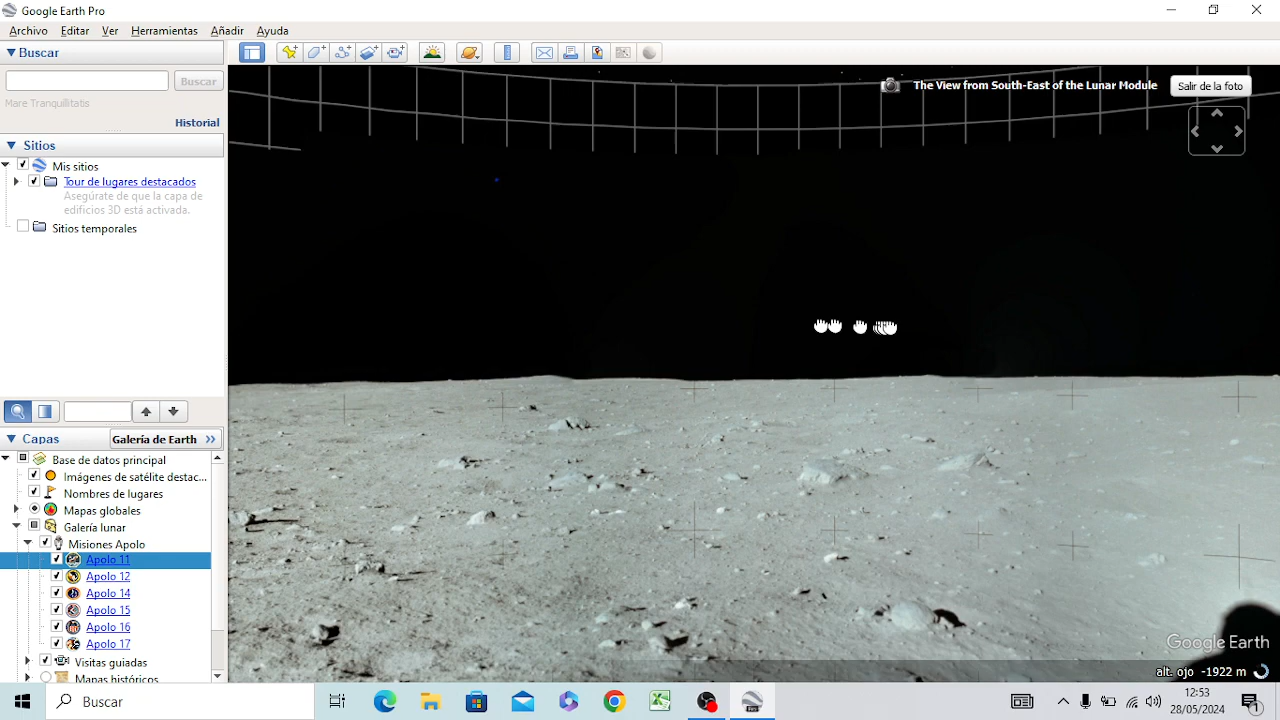 Google Earth Pro
Archivo Editar Ver Herramientas Añadir Ayuda
Buscar
Buscar
Mare Tranquillitatis
Historial
Sitios
Mis sitios
Tour de lugares destacados
Asegúrate de que la capa de
edificios 3D está activada.
Sitios temporales
Capas
Galería de Earth
Base de datos principal
Imágenes de satélite destac...
Nombres de lugares
Mapas globales
Galería lunar
Misiones Apolo
Apolo 11
Apolo 12
Apolo 14
Apolo 15
Apolo 16
Apolo 17
Visitas guiadas
Mapas históricos
The View from South-East of the Lunar Module
Salir de la foto
Google Earth
alt. ojo -1922 m
Buscar
Pro
12:53
28/05/2024
1